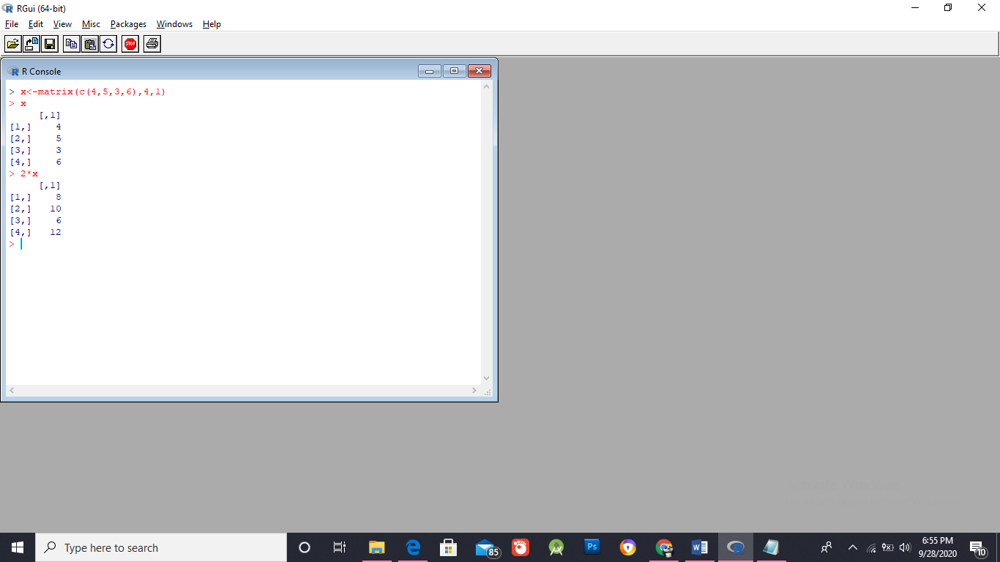 RGui (64-bit)
File Edit View Misc Packages Windows Help
STOP
R Console
> x<-matrix(c(4,5,3,6),4,1)
> x
[,1]
[1,] 4
[2,] 5
[3,] 3
[4,] 6
> 2*x
[,1]
[1,] 8
[2,] 10
[3,] 6
[4,] 12
>
Type here to search
85
Ps
W
R
6:55 PM
9/28/2020
10